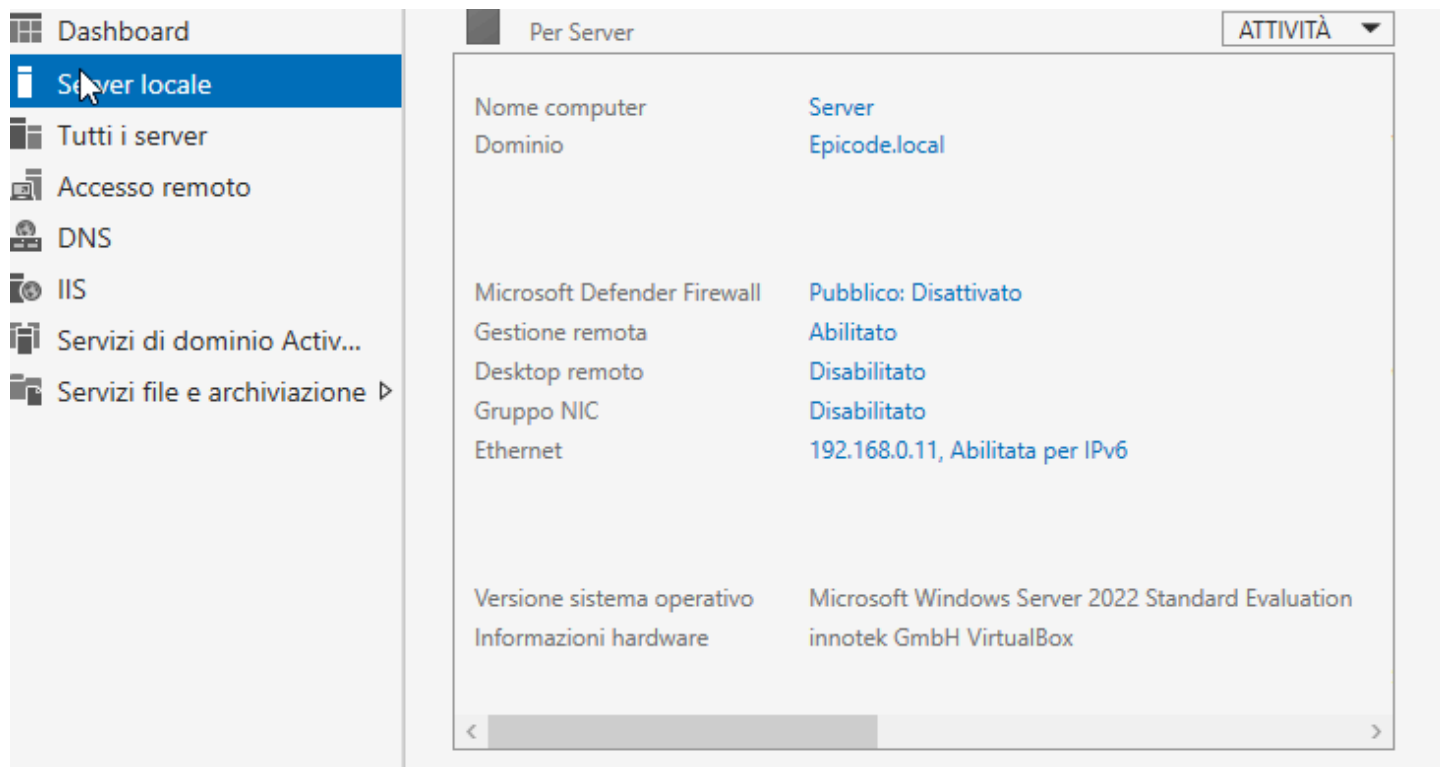 Dashboard
Server locale
Tutti i server
Accesso remoto
DNS
IIS
Servizi di dominio Activ...
Servizi file e archiviazione
Per Server
ATTIVITÀ
Nome computer Server
Dominio Epicode.local
Microsoft Defender Firewall Pubblico: Disattivato
Gestione remota Abilitato
Desktop remoto Disabilitato
Gruppo NIC Disabilitato
Ethernet 192.168.0.11, Abilitata per IPv6
Versione sistema operativo Microsoft Windows Server 2022 Standard Evaluation
Informazioni hardware innotek GmbH VirtualBox